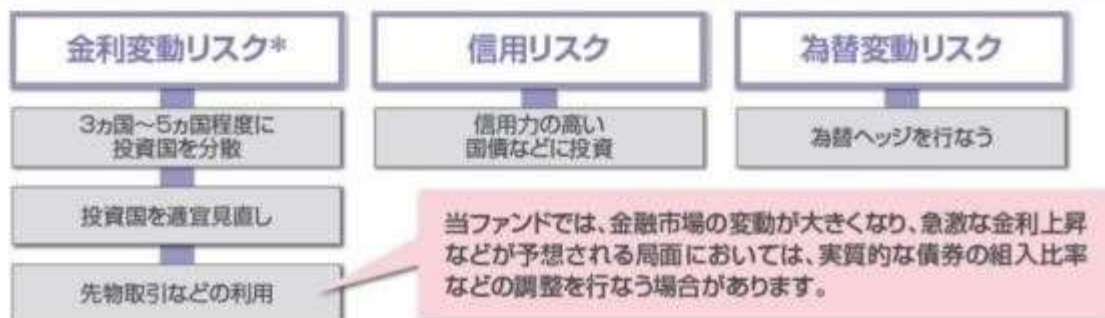 金利変動リスク*
信用リスク
為替変動リスク
3ヵ国～5ヵ国程度に
投資国を分散
信用力の高い
国債などに投資
為替ヘッジを行なう
投資国を適宜見直し
先物取引などの利用
当ファンドでは、金融市場の変動が大きくなり、急激な金利上昇
などが予想される局面においては、実質的な債券の組入比率
などの調整を行なう場合があります。